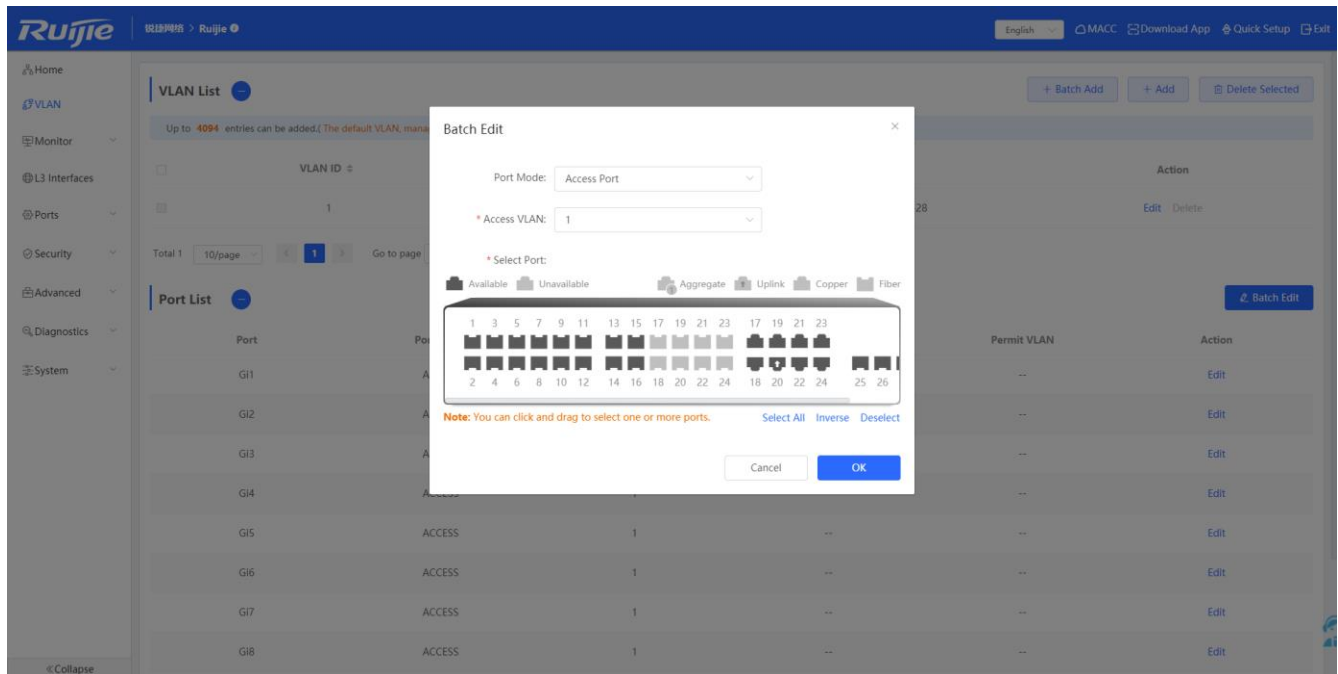 Ruijie
锐捷网络 > Ruijie
English
MACC
Download App
Quick Setup
Exit
Home
VLAN
Monitor
L3 Interfaces
Ports
Security
Advanced
Diagnostics
System
Collapse
VLAN List
+ Batch Add
+ Add
Delete Selected
Up to 4094 entries can be added.( The default VLAN,
VLAN ID
Action
1
28
Edit Delete
Total 1
10/page
1
Go to page
Port List
Batch Edit
Port
Permit VLAN
Action
Gi1
--
Edit
Gi2
--
Edit
Gi3
--
Edit
Gi4
--
Edit
Gi5 ACCESS 1 -- -- Edit
Gi6 ACCESS 1 -- -- Edit
Gi7 ACCESS 1 -- -- Edit
Gi8 ACCESS 1 -- -- Edit
Batch Edit
Port Mode: Access Port
* Access VLAN: 1
* Select Port:
Available Unavailable Aggregate Uplink Copper Fiber
1 3 5 7 9 11 13 15 17 19 21 23 17 19 21 23
2 4 6 8 10 12 14 16 18 20 22 24 18 20 22 24 25 26
Note: You can click and drag to select one or more ports.
Select All Inverse Deselect
Cancel OK